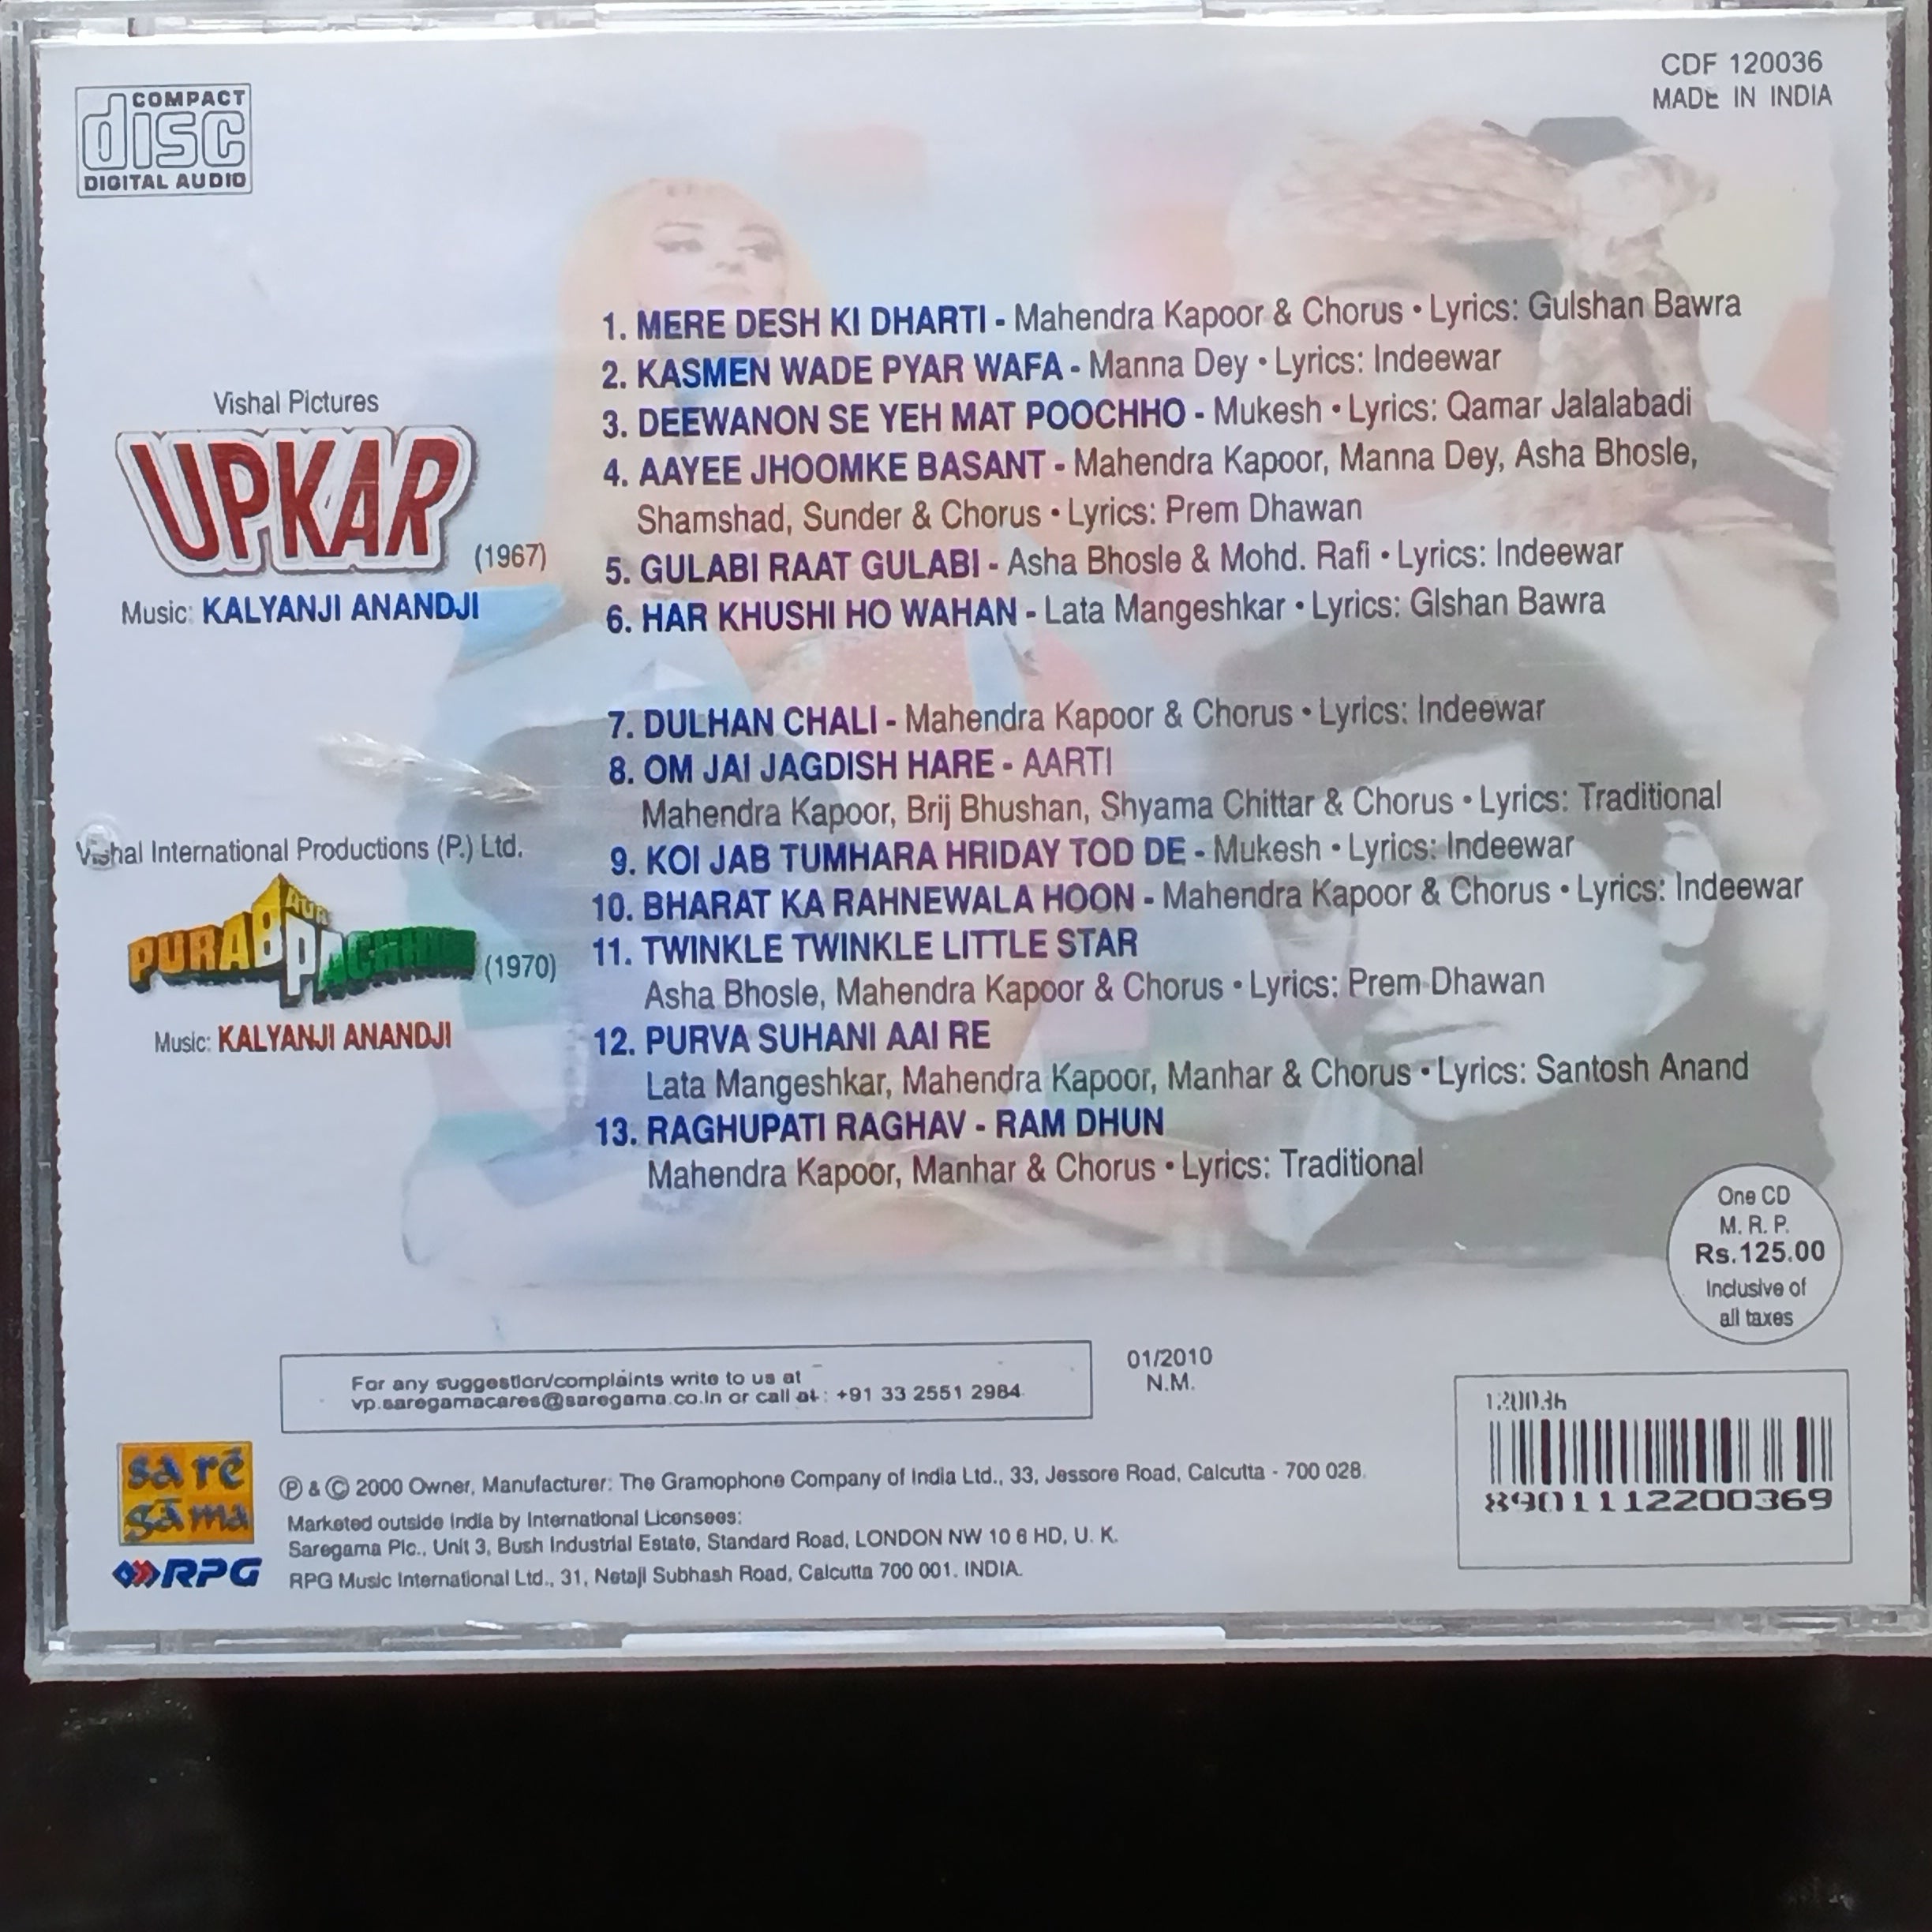 COMPACT
disc
DIGITAL AUDIO
CDF 120036
MADE IN INDIA
Vishal Pictures
UPKAR
(1967)
Music: KALYANJI ANANDJI
1. MERE DESH KI DHARTI - Mahendra Kapoor & Chorus • Lyrics: Gulshan Bawra
2. KASMEN WADE PYAR WAFA - Manna Dey • Lyrics: Indeewar
3. DEEWANON SE YEH MAT POOCHHO - Mukesh • Lyrics: Qamar Jalalabadi
4. AAYEE JHOOMKE BASANT - Mahendra Kapoor, Manna Dey, Asha Bhosle,
Shamshad, Sunder & Chorus • Lyrics: Prem Dhawan
5. GULABI RAAT GULABI - Asha Bhosle & Mohd. Rafi • Lyrics: Indeewar
6. HAR KHUSHI HO WAHAN - Lata Mangeshkar • Lyrics: Glshan Bawra
Vishal International Productions (P.) Ltd.
PURAB AUR PACHHIM
(1970)
Music: KALYANJI ANANDJI
7. DULHAN CHALI - Mahendra Kapoor & Chorus • Lyrics: Indeewar
8. OM JAI JAGDISH HARE - AARTI
Mahendra Kapoor, Brij Bhushan, Shyama Chittar & Chorus • Lyrics: Traditional
9. KOI JAB TUMHARA HRIDAY TOD DE - Mukesh • Lyrics: Indeewar
10. BHARAT KA RAHNEWALA HOON - Mahendra Kapoor & Chorus • Lyrics: Indeewar
11. TWINKLE TWINKLE LITTLE STAR
Asha Bhosle, Mahendra Kapoor & Chorus • Lyrics: Prem Dhawan
12. PURVA SUHANI AAI RE
Lata Mangeshkar, Mahendra Kapoor, Manhar & Chorus • Lyrics: Santosh Anand
13. RAGHUPATI RAGHAV - RAM DHUN
Mahendra Kapoor, Manhar & Chorus • Lyrics: Traditional
One CD
M. R. P.
Rs.125.00
Inclusive of
all taxes
For any suggestion/complaints write to us at
vp.saregamacares@saregama.co.in or call at : +91 33 2551 2984
01/2010
N.M.
sa re
gama
RPG
Ⓟ & © 2000 Owner, Manufacturer: The Gramophone Company of India Ltd., 33, Jessore Road, Calcutta - 700 028.
Marketed outside India by International Licensees:
Saregama Plc., Unit 3, Bush Industrial Estate, Standard Road, LONDON NW 10 6 HD, U. K.
RPG Music International Ltd., 31, Netaji Subhash Road, Calcutta 700 001. INDIA.
120036
8901112200369